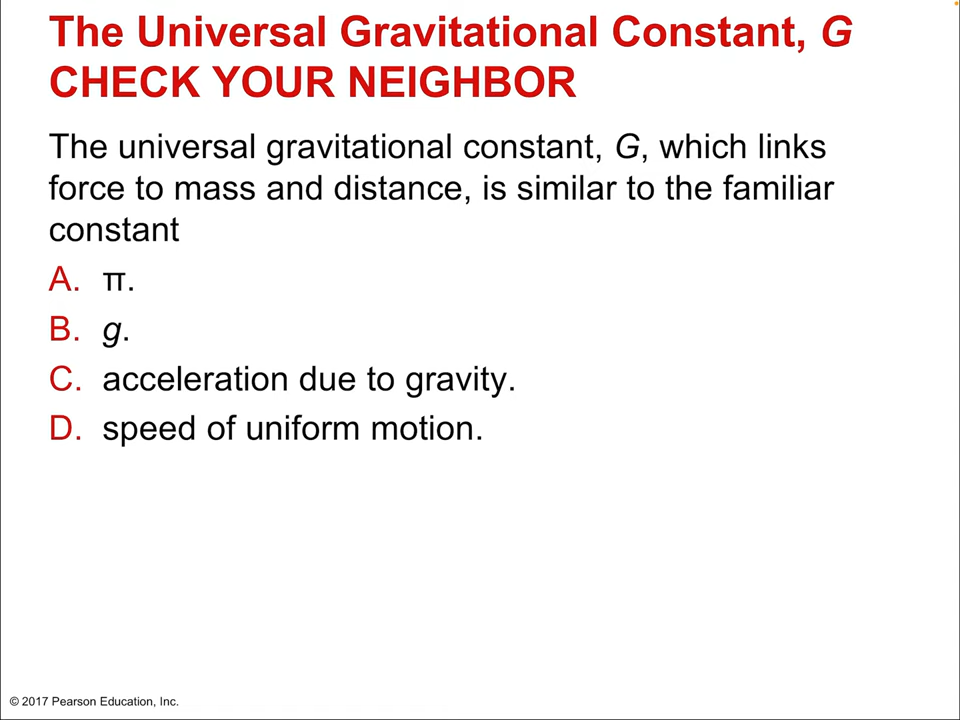 The Universal Gravitational Constant, G
CHECK YOUR NEIGHBOR
The universal gravitational constant, G, which links
force to mass and distance, is similar to the familiar
constant
A. π.
B. g.
C. acceleration due to gravity.
D. speed of uniform motion.
© 2017 Pearson Education, Inc.